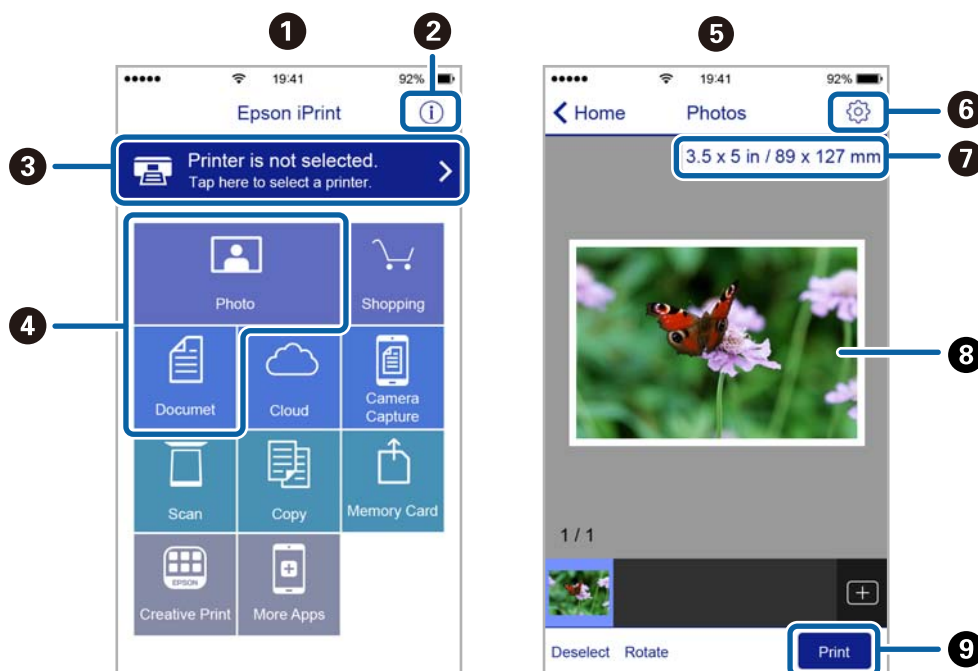 1
2
19:41
92%
Epson iPrint
i
3
Printer is not selected.
Tap here to select a printer.
4
Photo
Shopping
Documet
Cloud
Camera
Capture
Scan
Copy
Memory Card
EPSON
Creative Print
More Apps
5
19:41
92%
Home
Photos
6
3.5 x 5 in / 89 x 127 mm
7
8
1 / 1
Deselect
Rotate
Print
9